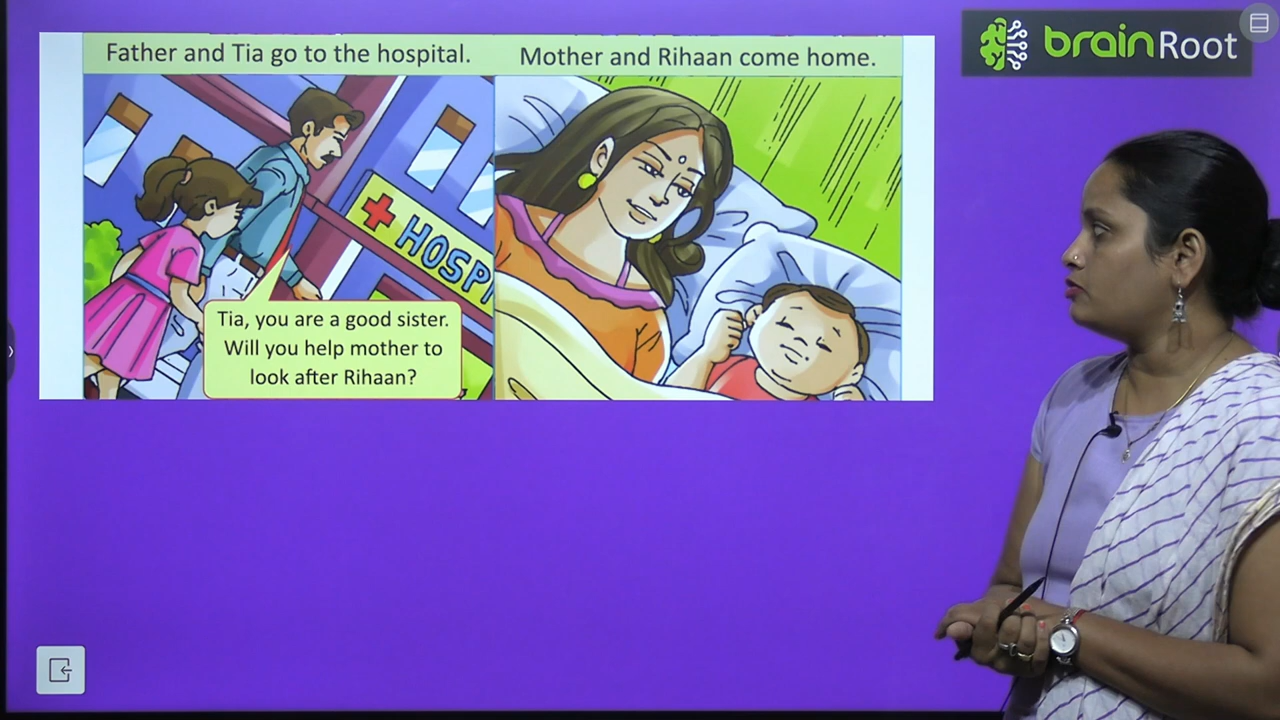 Father and Tia go to the hospital.
Mother and Rihaan come home.
HOSPI
Tia, you are a good sister.
Will you help mother to
look after Rihaan?
brainRoot